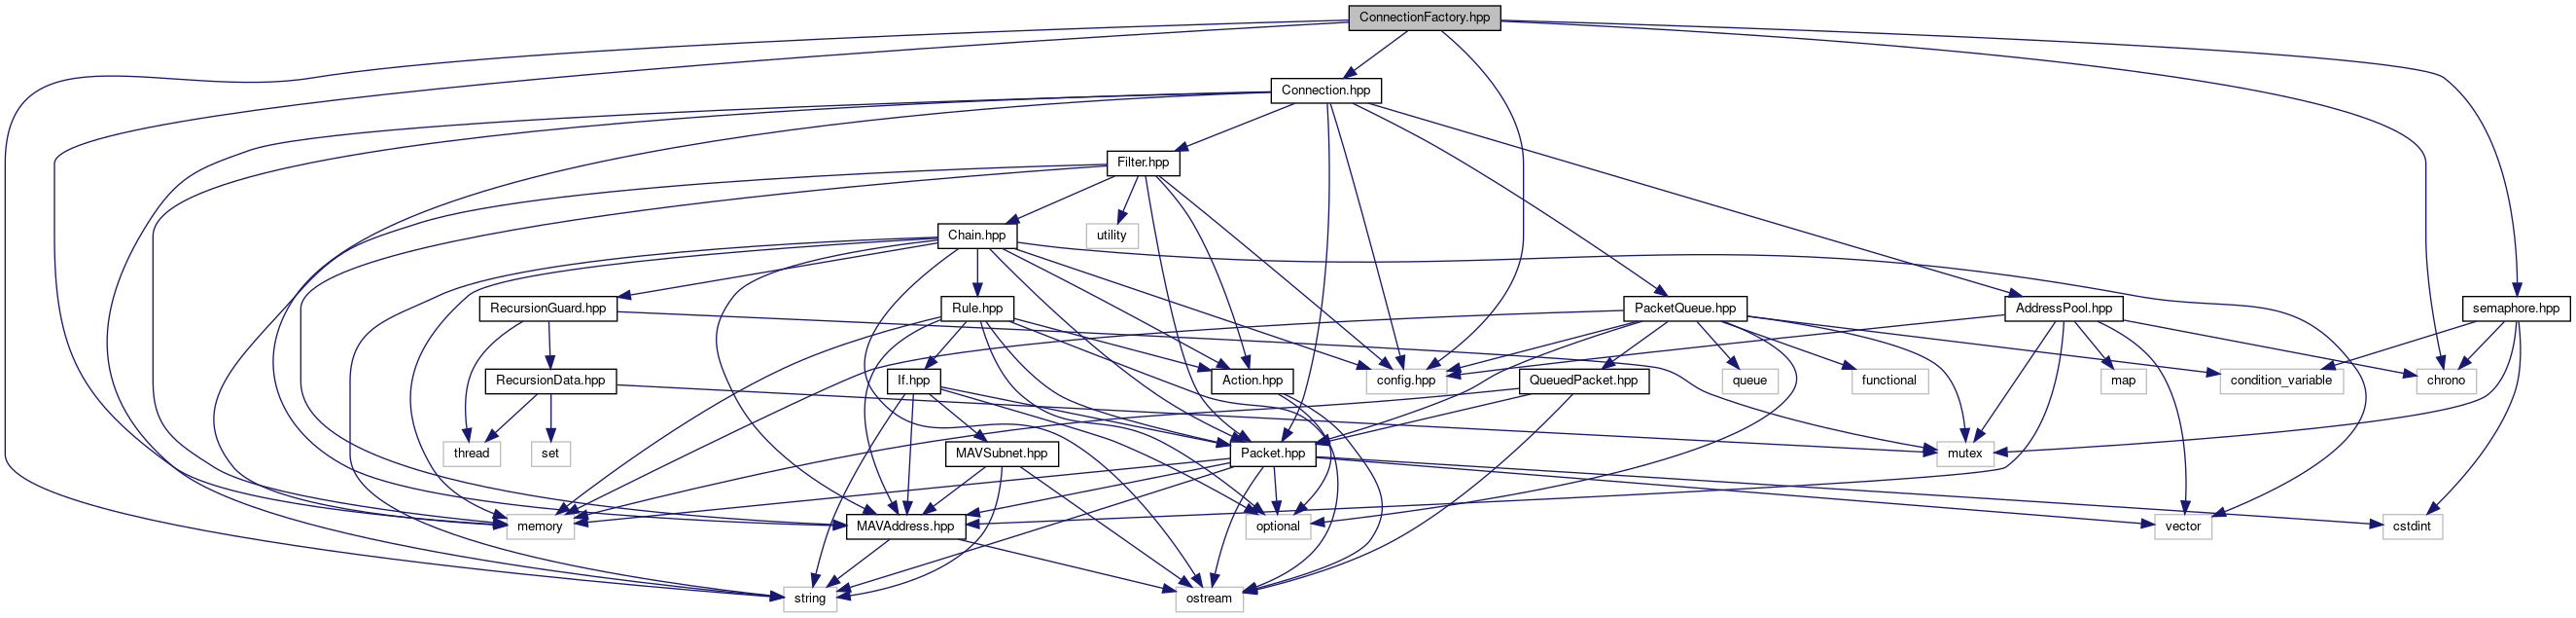 ConnectionFactory.hpp
Connection.hpp
Filter.hpp
Chain.hpp
utility
RecursionGuard.hpp
Rule.hpp
PacketQueue.hpp
AddressPool.hpp
semaphore.hpp
RecursionData.hpp
If.hpp
Action.hpp
config.hpp
QueuedPacket.hpp
queue
functional
map
condition_variable
chrono
thread
set
MAVSubnet.hpp
Packet.hpp
mutex
memory
MAVAddress.hpp
optional
vector
cstdint
string
ostream